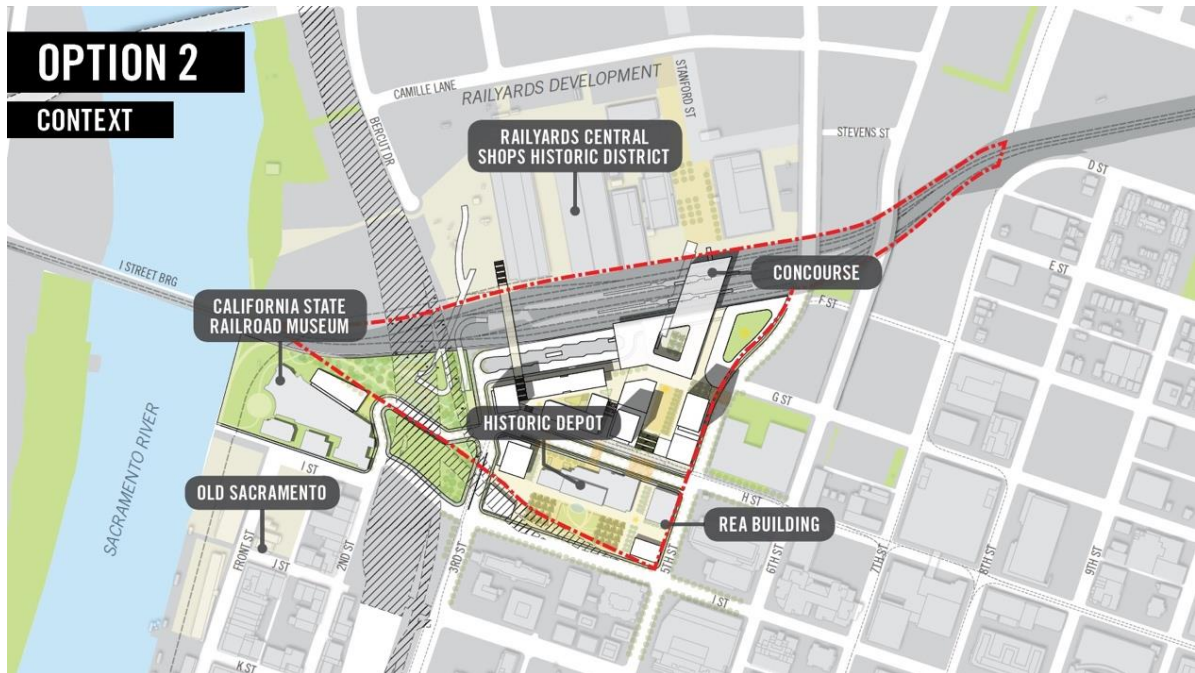 OPTION 2
CONTEXT
CAMILLE LANE
RAILYARDS DEVELOPMENT
STANFORD ST
BERCUT DR
RAILYARDS CENTRAL
SHOPS HISTORIC DISTRICT
STEVENS ST
D ST
E ST
I STREET BRG
CONCOURSE
CALIFORNIA STATE
RAILROAD MUSEUM
F ST
G ST
HISTORIC DEPOT
SACRAMENTO RIVER
I ST
OLD SACRAMENTO
H ST
REA BUILDING
FRONT ST
J ST
2ND ST
3RD ST
5TH ST
6TH ST
7TH ST
8TH ST
9TH ST
I ST
K ST